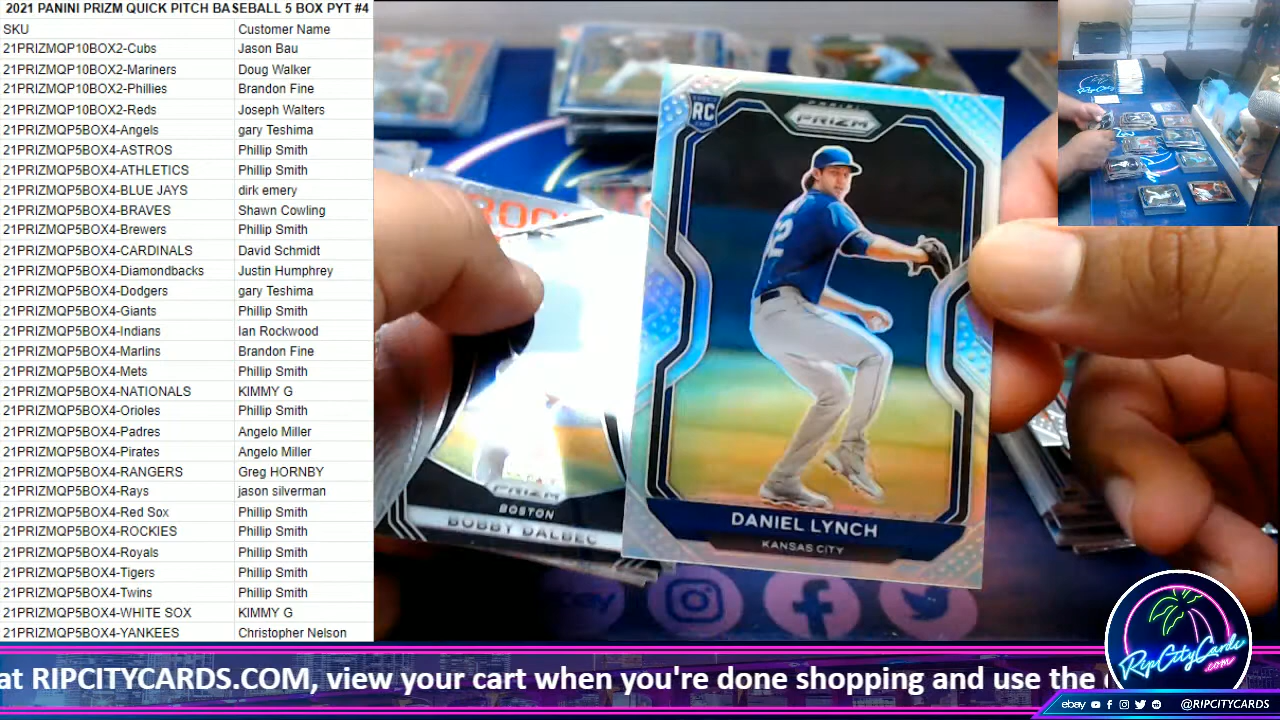 2021 PANINI PRIZM QUICK PITCH BASEBALL 5 BOX PYT #4
SKU Customer Name
21PRIZMQP10BOX2-Cubs Jason Bau
21PRIZMQP10BOX2-Mariners Doug Walker
21PRIZMQP10BOX2-Phillies Brandon Fine
21PRIZMQP10BOX2-Reds Joseph Walters
21PRIZMQP5BOX4-Angels gary Teshima
21PRIZMQP5BOX4-ASTROS Phillip Smith
21PRIZMQP5BOX4-ATHLETICS Phillip Smith
21PRIZMQP5BOX4-BLUE JAYS dirk emery
21PRIZMQP5BOX4-BRAVES Shawn Cowling
21PRIZMQP5BOX4-Brewers Phillip Smith
21PRIZMQP5BOX4-CARDINALS David Schmidt
21PRIZMQP5BOX4-Diamondbacks Justin Humphrey
21PRIZMQP5BOX4-Dodgers gary Teshima
21PRIZMQP5BOX4-Giants Phillip Smith
21PRIZMQP5BOX4-Indians Ian Rockwood
21PRIZMQP5BOX4-Marlins Brandon Fine
21PRIZMQP5BOX4-Mets Phillip Smith
21PRIZMQP5BOX4-NATIONALS KIMMY G
21PRIZMQP5BOX4-Orioles Phillip Smith
21PRIZMQP5BOX4-Padres Angelo Miller
21PRIZMQP5BOX4-Pirates Angelo Miller
21PRIZMQP5BOX4-RANGERS Greg HORNBY
21PRIZMQP5BOX4-Rays jason silverman
21PRIZMQP5BOX4-Red Sox Phillip Smith
21PRIZMQP5BOX4-ROCKIES Phillip Smith
21PRIZMQP5BOX4-Royals Phillip Smith
21PRIZMQP5BOX4-Tigers Phillip Smith
21PRIZMQP5BOX4-Twins Phillip Smith
21PRIZMQP5BOX4-WHITE SOX KIMMY G
21PRIZMQP5BOX4-YANKEES Christopher Nelson
RC
PANINI
PRIZM
DANIEL LYNCH
KANSAS CITY
PRIZM
BOSTON
BOBBY DALBEC
ebay
RipCityCards
.com
at RIPCITYCARDS.COM, view your cart when you're done shopping and use the
ebay @RIPCITYCARDS